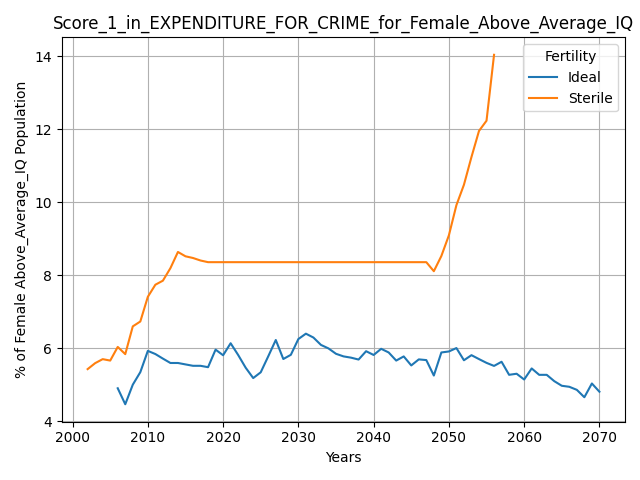 Score_1_in_EXPENDITURE_FOR_CRIME_for_Female_Above_Average_IQ
% of Female Above_Average_IQ Population
14
12
10
8
6
4
Fertility
Ideal
Sterile
2000 2010 2020 2030 2040 2050 2060 2070
Years